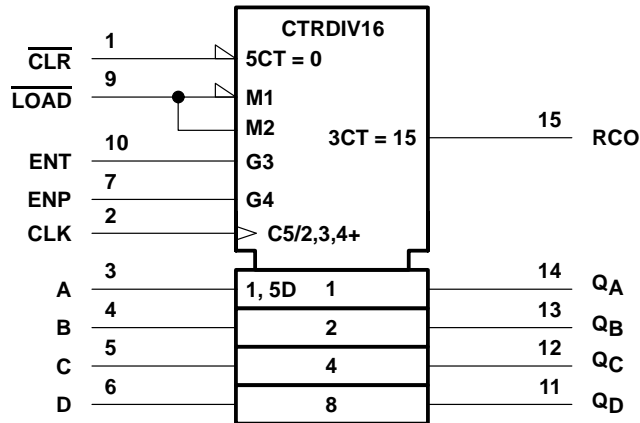 CTRDIV16
1
CLR 5CT = 0
9
LOAD M1
M2
3CT = 15 15 RCO
10
ENT G3
7
ENP G4
2
CLK C5/2,3,4+
3 14
A 1, 5D 1 QA
4 13
B 2 QB
5 12
C 4 QC
6 11
D 8 QD